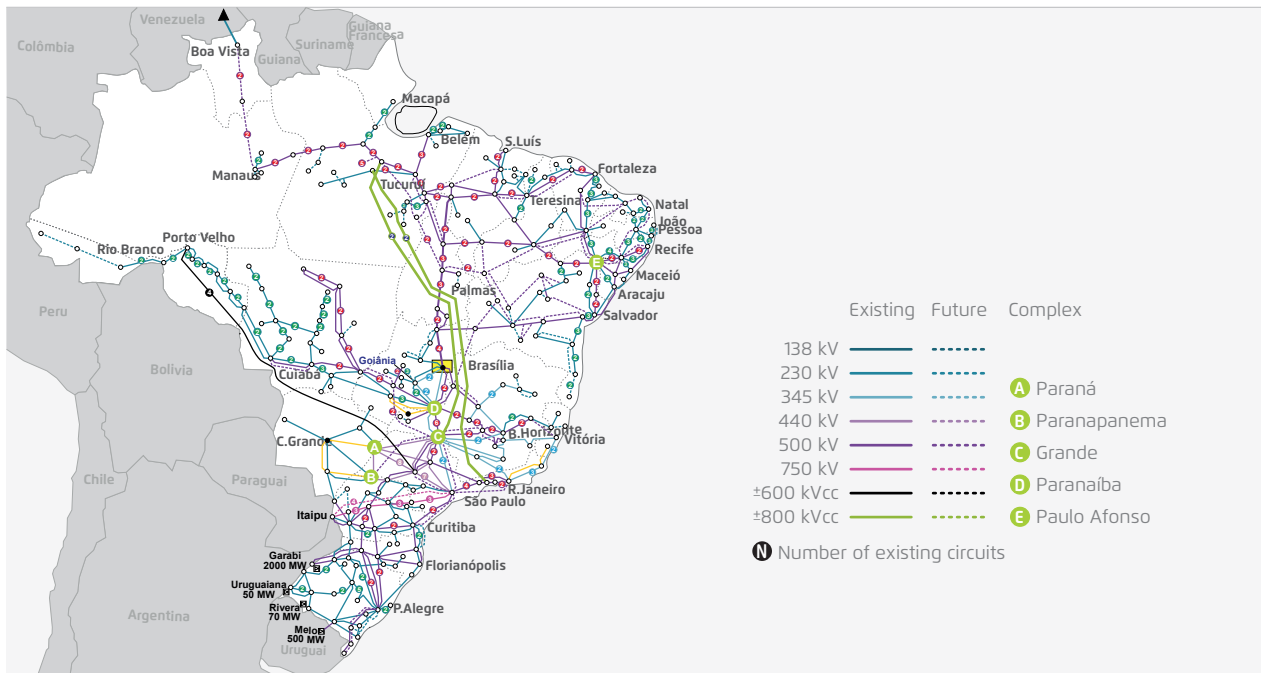 Venezuela
Guiana
Francesa
Suriname
Colômbia
Boa Vista
Guiana
Macapá
Belém
S.Luís
Fortaleza
Manaus
Tucuruí
Teresina
Natal
João
Pessoa
Recife
Porto Velho
Rio Branco
E
Maceió
Palmas
Aracaju
Salvador
Peru
Goiânia
Brasília
Cuiabá
Bolívia
D
C
B.Horizonte
Vitória
C.Grande
A
B
R.Janeiro
São Paulo
Chile
Paraguai
Itaipu
Curitiba
Garabi
2000 MW
Florianópolis
Uruguaiana
50 MW
Rivera
70 MW
P.Alegre
Argentina
Melo
500 MW
Uruguai
Existing Future Complex
138 kV
230 kV
345 kV
440 kV
500 kV
750 kV
±600 kVcc
±800 kVcc
A Paraná
B Paranapanema
C Grande
D Paranaíba
E Paulo Afonso
N Number of existing circuits